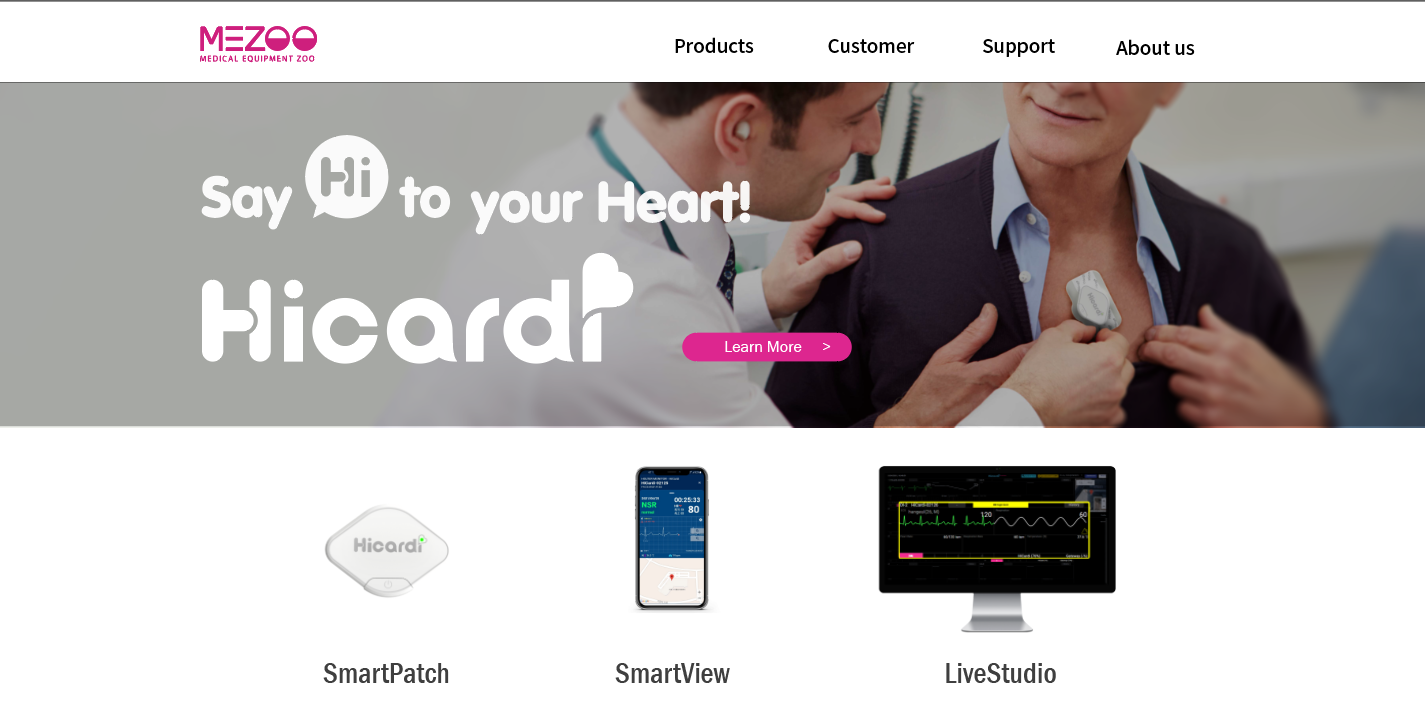 MEZOO
MEDICAL EQUIPMENT ZOO
Products
Customer
Support
About us
Say Hi to your Heart!
Hicardi
Learn More >
Hicardi
NSR
00:25:33
80
120
60
SmartPatch
SmartView
LiveStudio